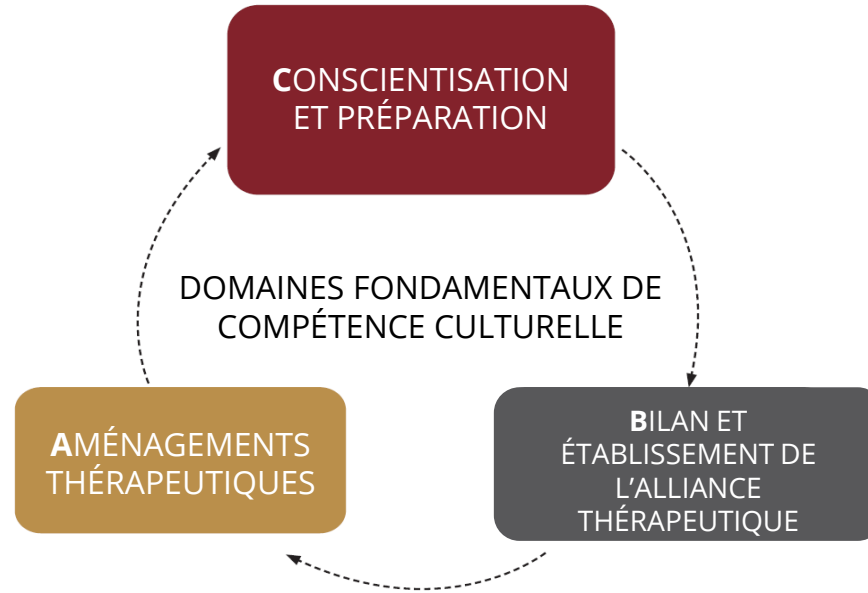 CONSCIENTISATION
ET PRÉPARATION
DOMAINES FONDAMENTAUX DE
COMPÉTENCE CULTURELLE
AMÉNAGEMENTS
THÉRAPEUTIQUES
BILAN ET
ÉTABLISSEMENT DE
L’ALLIANCE
THÉRAPEUTIQUE